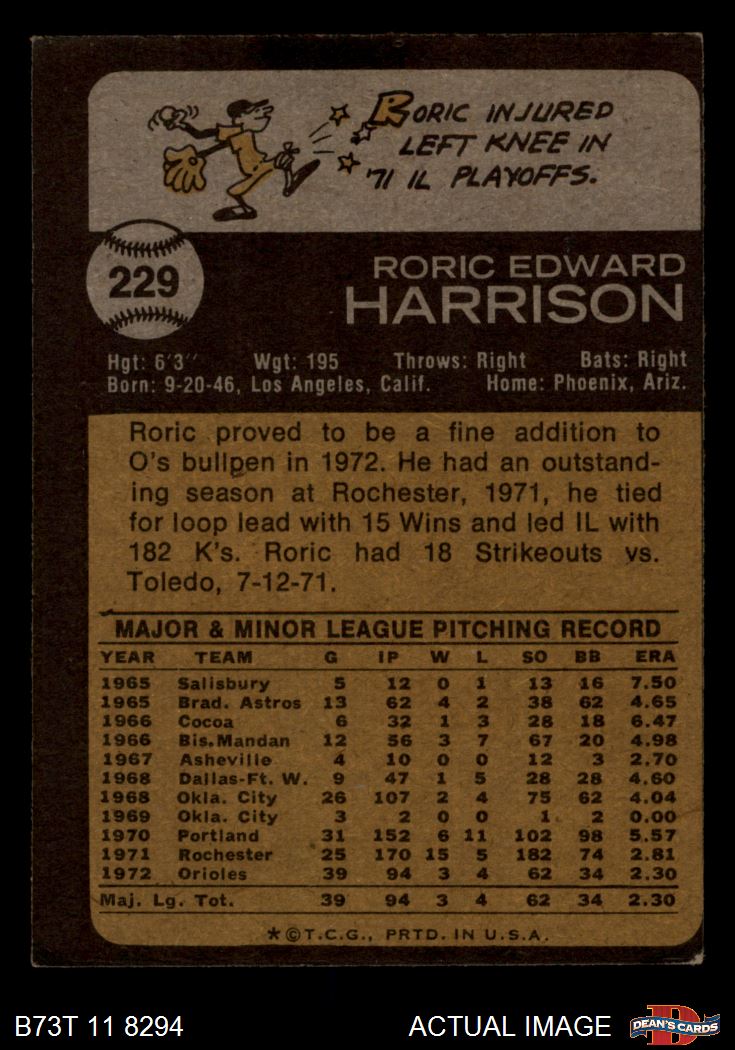 RORIC INJURED
LEFT KNEE IN
'71 IL PLAYOFFS.
229
RORIC EDWARD
HARRISON
Hgt: 6'3" Wgt: 195 Throws: Right Bats: Right
Born: 9-20-46, Los Angeles, Calif. Home: Phoenix, Ariz.
Roric proved to be a fine addition to
O's bullpen in 1972. He had an outstand-
ing season at Rochester, 1971, he tied
for loop lead with 15 Wins and led IL with
182 K's. Roric had 18 Strikeouts vs.
Toledo, 7-12-71.
MAJOR & MINOR LEAGUE PITCHING RECORD
YEAR TEAM G IP W L SO BB ERA
1965 Salisbury 5 12 0 1 13 16 7.50
1965 Brad. Astros 13 62 4 2 38 62 4.65
1966 Cocoa 6 32 1 3 28 18 6.47
1966 Bis.Mandan 12 56 3 7 67 20 4.98
1967 Asheville 4 10 0 0 12 3 2.70
1968 Dallas-Ft. W. 9 47 1 5 28 28 4.60
1968 Okla. City 26 107 2 4 75 62 4.04
1969 Okla. City 3 2 0 0 1 2 0.00
1970 Portland 31 152 6 11 102 98 5.57
1971 Rochester 25 170 15 5 182 74 2.81
1972 Orioles 39 94 3 4 62 34 2.30
Maj. Lg. Tot. 39 94 3 4 62 34 2.30
*©T.C.G., PRTD. IN U.S.A.
B73T 11 8294 ACTUAL IMAGE DEAN'S CARDS